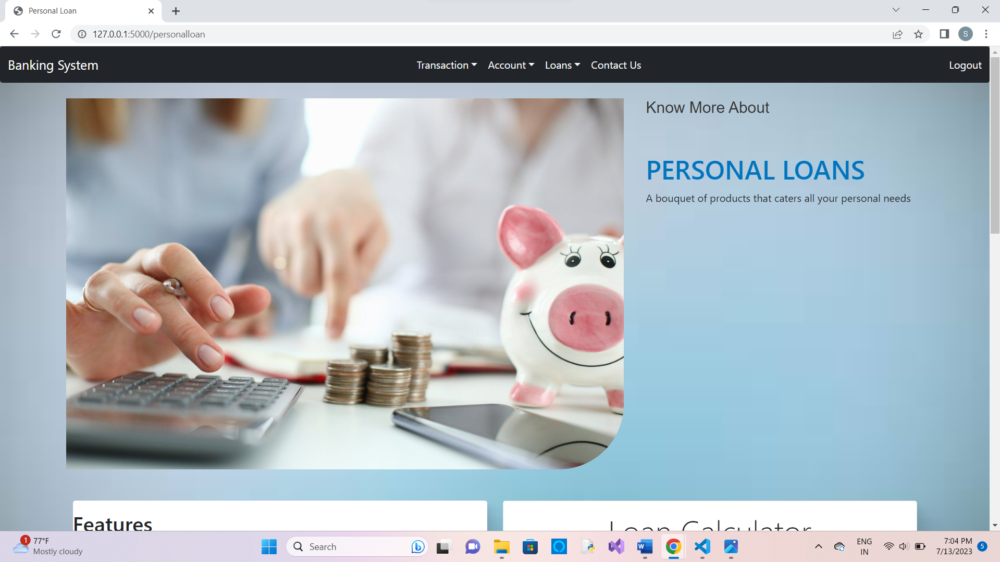 Personal Loan
127.0.0.1:5000/personalloan
S
Banking System
Transaction
Account
Loans
Contact Us
Logout
Know More About
PERSONAL LOANS
A bouquet of products that caters all your personal needs
Features
Loan Calculator
1
77°F
Mostly cloudy
Search
W
ENG
IN
7:04 PM
7/13/2023
5